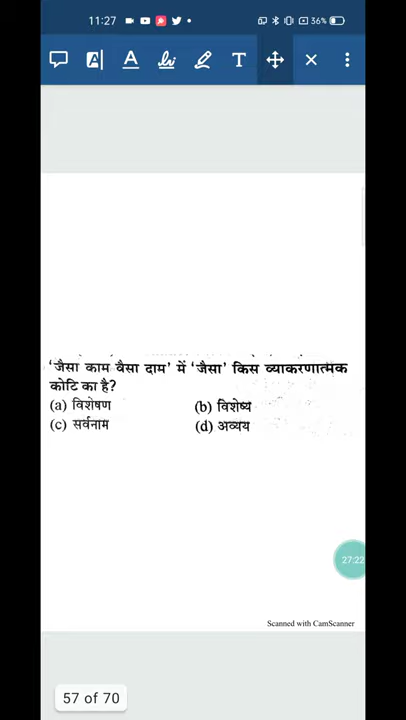 11:27
36%
A
A
T
'जैसा काम वैसा दाम' में 'जैसा' किस व्याकरणात्मक
कोटि का है?
(a) विशेषण (b) विशेष्य
(c) सर्वनाम (d) अव्यय
27:22
Scanned with CamScanner
57 of 70